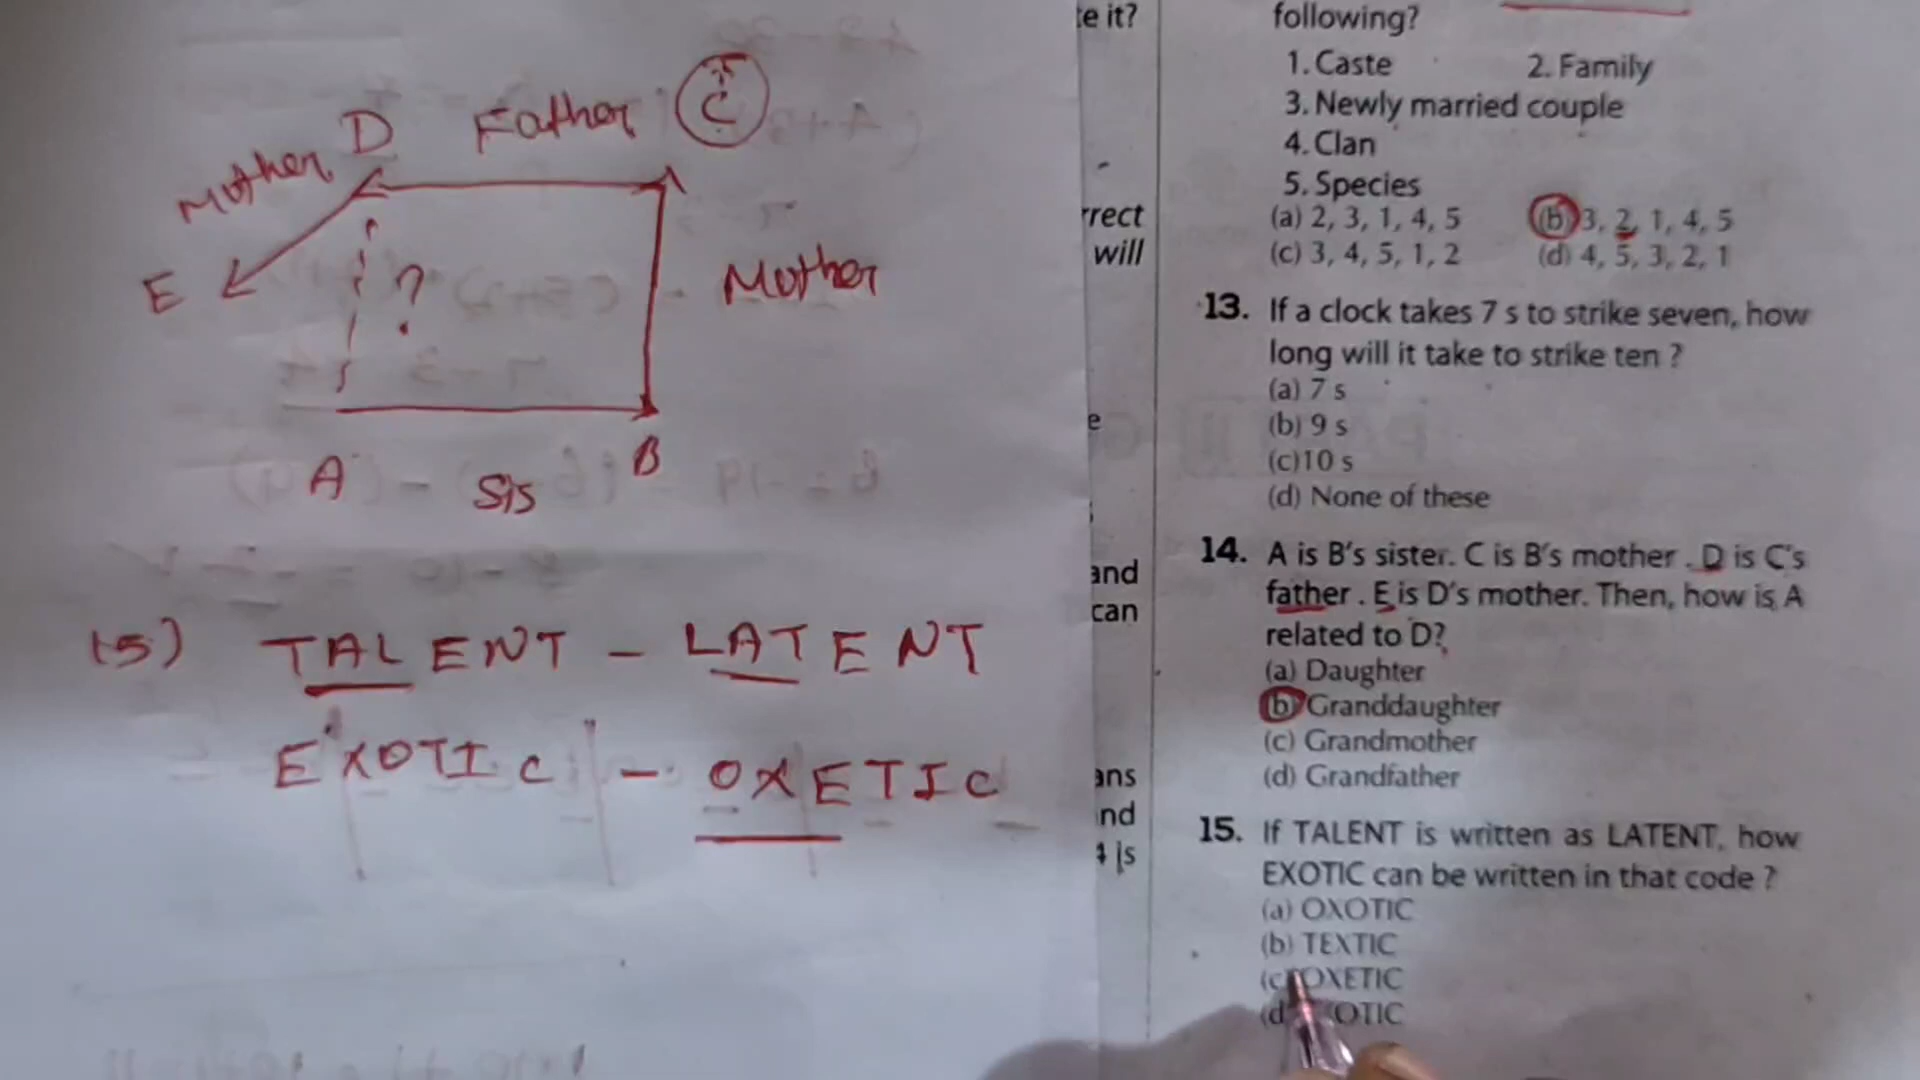 D Father C
Mother
E ? Mother
A - Sis B
15) TALENT - LATENT
EXOTIC - OXETIC
e it?
rrect
will
e
and
can
ans
nd
is
following?
1. Caste 2. Family
3. Newly married couple
4. Clan
5. Species
(a) 2, 3, 1, 4, 5 (b) 3, 2, 1, 4, 5
(c) 3, 4, 5, 1, 2 (d) 4, 5, 3, 2, 1
13. If a clock takes 7 s to strike seven, how
long will it take to strike ten ?
(a) 7 s
(b) 9 s
(c)10 s
(d) None of these
14. A is B's sister. C is B's mother . D is C's
father . E is D's mother. Then, how is A
related to D?
(a) Daughter
(b) Granddaughter
(c) Grandmother
(d) Grandfather
15. If TALENT is written as LATENT, how
EXOTIC can be written in that code ?
(a) OXOTIC
(b) TEXTIC
(c) OXETIC
(d OTIC